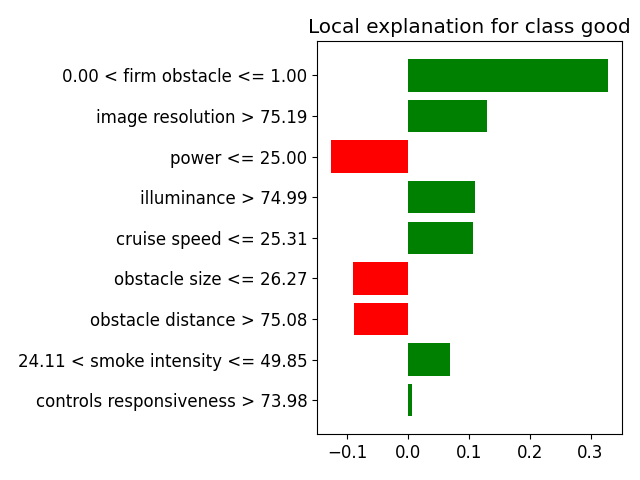 Local explanation for class good
0.00 < firm obstacle <= 1.00
image resolution > 75.19
power <= 25.00
illuminance > 74.99
cruise speed <= 25.31
obstacle size <= 26.27
obstacle distance > 75.08
24.11 < smoke intensity <= 49.85
controls responsiveness > 73.98
−0.1 0.0 0.1 0.2 0.3